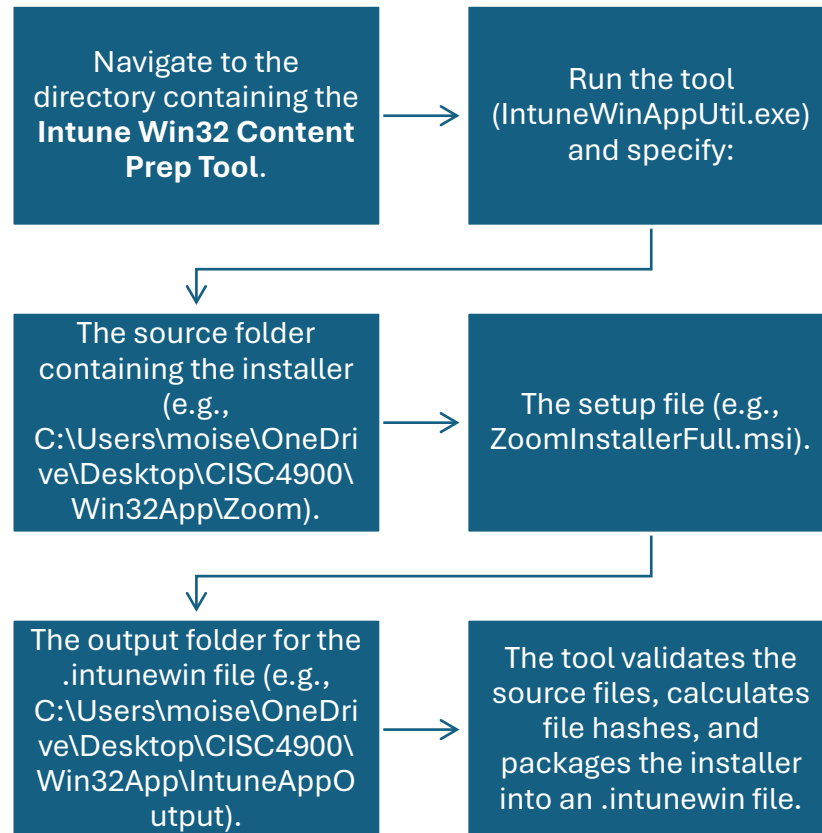 Navigate to the
directory containing the
Intune Win32 Content
Prep Tool.
Run the tool
(IntuneWinAppUtil.exe)
and specify:
The source folder
containing the installer
(e.g.,
C:\Users\moise\OneDri
ve\Desktop\CISC4900\
Win32App\Zoom).
The setup file (e.g.,
ZoomInstallerFull.msi).
The output folder for the
.intunewin file (e.g.,
C:\Users\moise\OneDri
ve\Desktop\CISC4900\
Win32App\IntuneAppO
utput).
The tool validates the
source files, calculates
file hashes, and
packages the installer
into an .intunewin file.